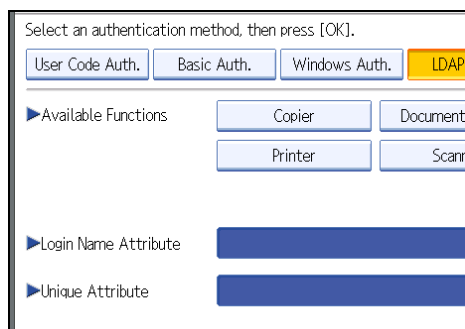 Select an authentication method, then press [OK].
User Code Auth. Basic Auth. Windows Auth. LDAP
Available Functions Copier Document
Printer Scann
Login Name Attribute
Unique Attribute